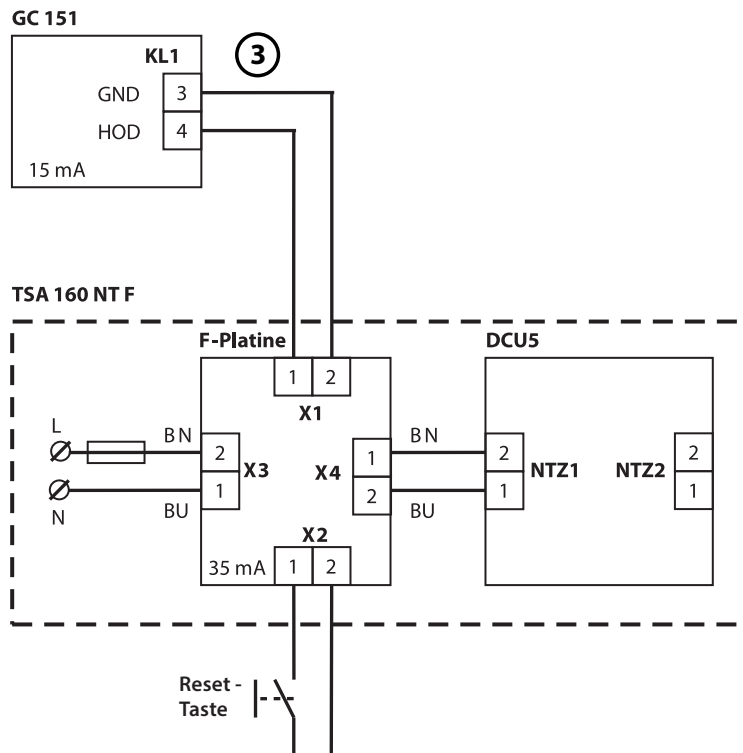 GC 151
KL1
3
GND
3
HOD
4
15 mA
TSA 160 NT F
F-Platine
DCU5
1 2
X1
L
BN
2
X3
1
BU
N
X4
1
2
BN
BU
2
1
NTZ1
NTZ2
2
1
X2
35 mA
1 2
Reset -
Taste